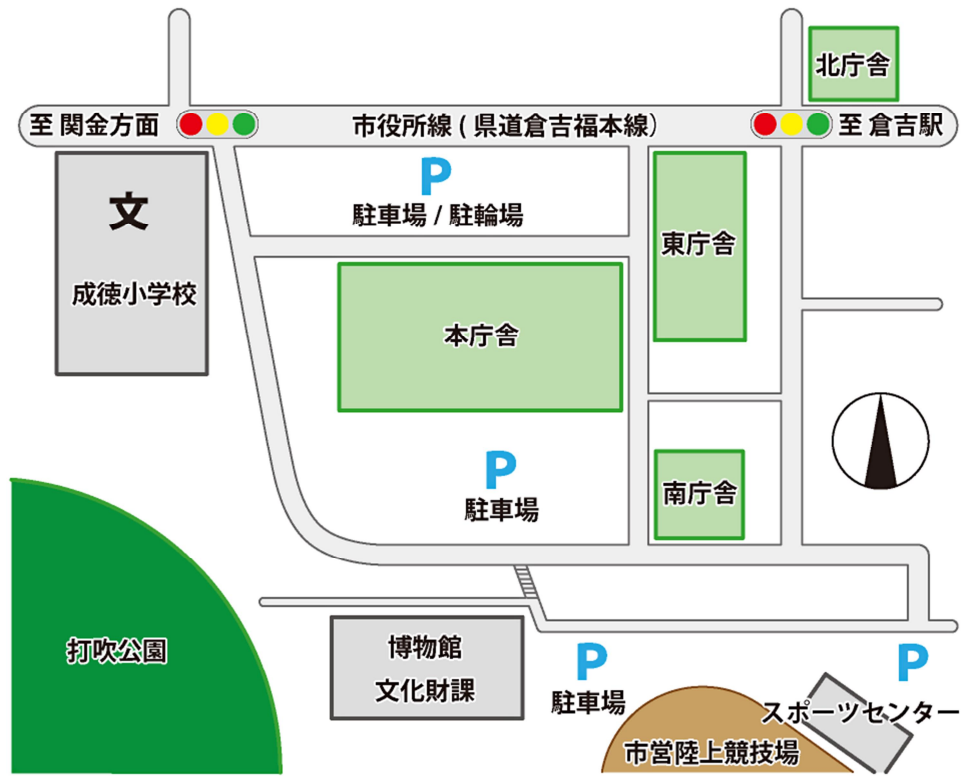 北庁舎
至 関金方面
市役所線 ( 県道倉吉福本線)
至 倉吉駅
P
駐車場 / 駐輪場
文
成徳小学校
東庁舎
本庁舎
P
駐車場
南庁舎
打吹公園
博物館
文化財課
P
駐車場
P
スポーツセンター
市営陸上競技場